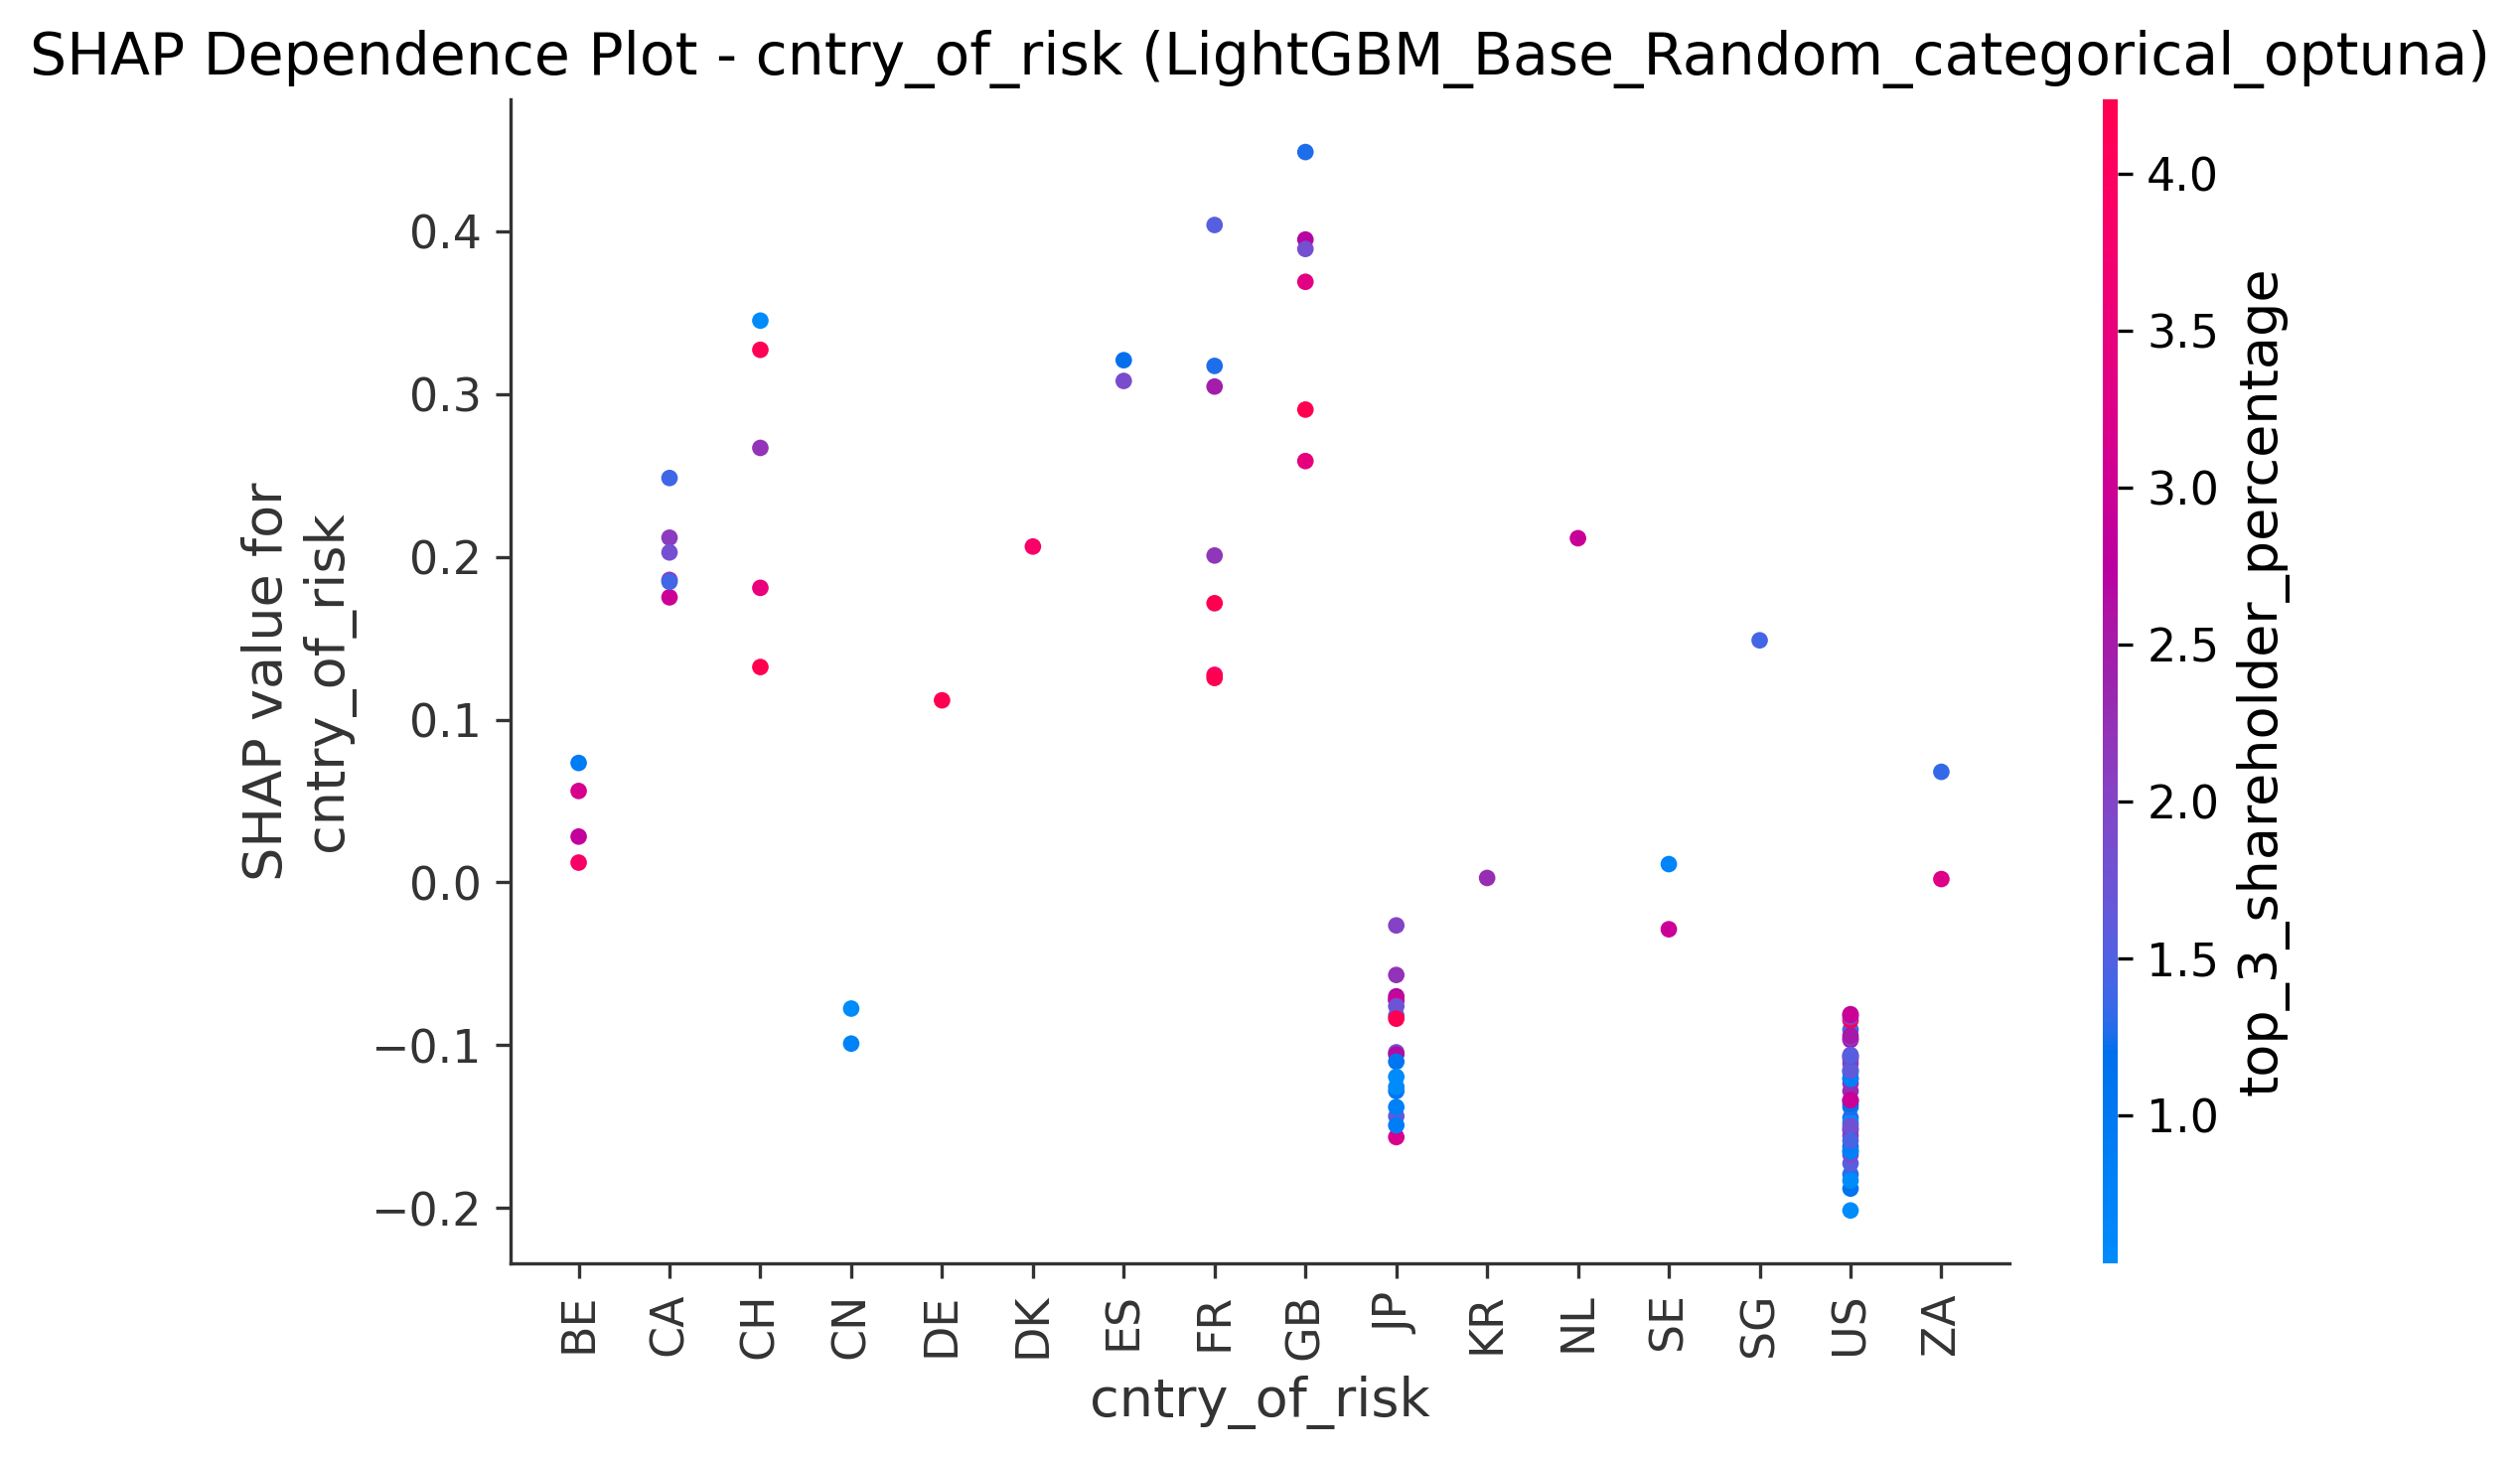 SHAP Dependence Plot - cntry_of_risk (LightGBM_Base_Random_categorical_optuna)
SHAP value for
cntry_of_risk
0.4
0.3
0.2
0.1
0.0
−0.1
−0.2
BE
CA
CH
CN
DE
DK
ES
FR
GB
JP
KR
NL
SE
SG
US
ZA
cntry_of_risk
4.0
3.5
3.0
2.5
2.0
1.5
1.0
top_3_shareholder_percentage